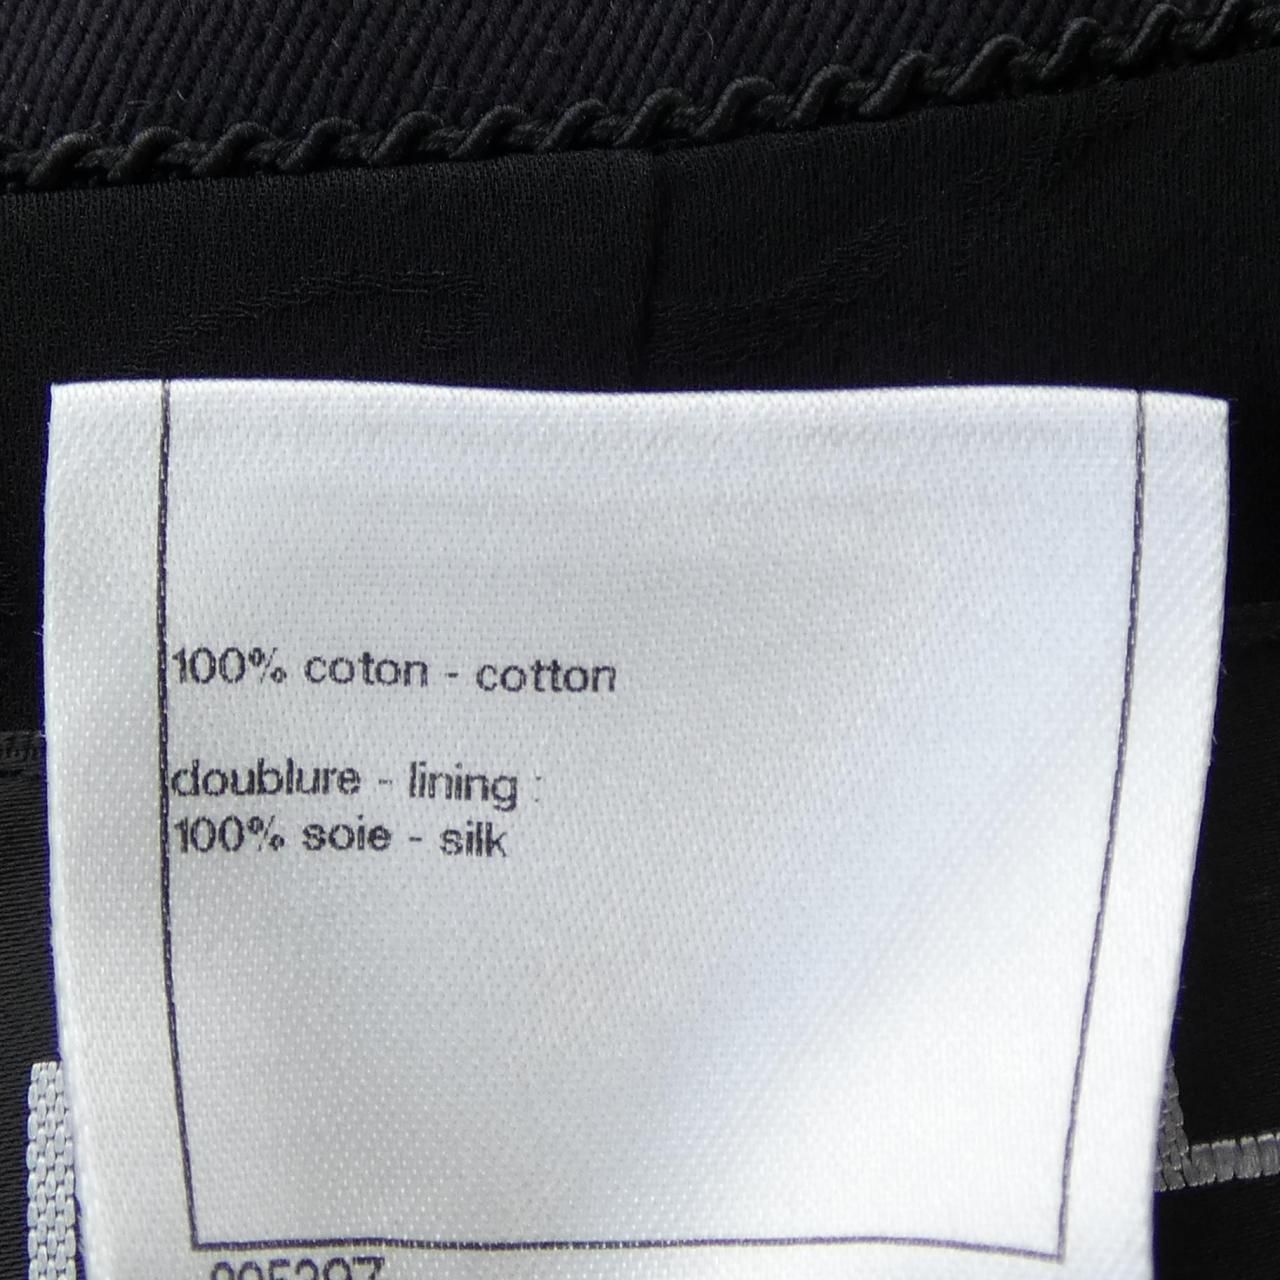 100% coton - cotton
doublure - lining :
100% soie - silk